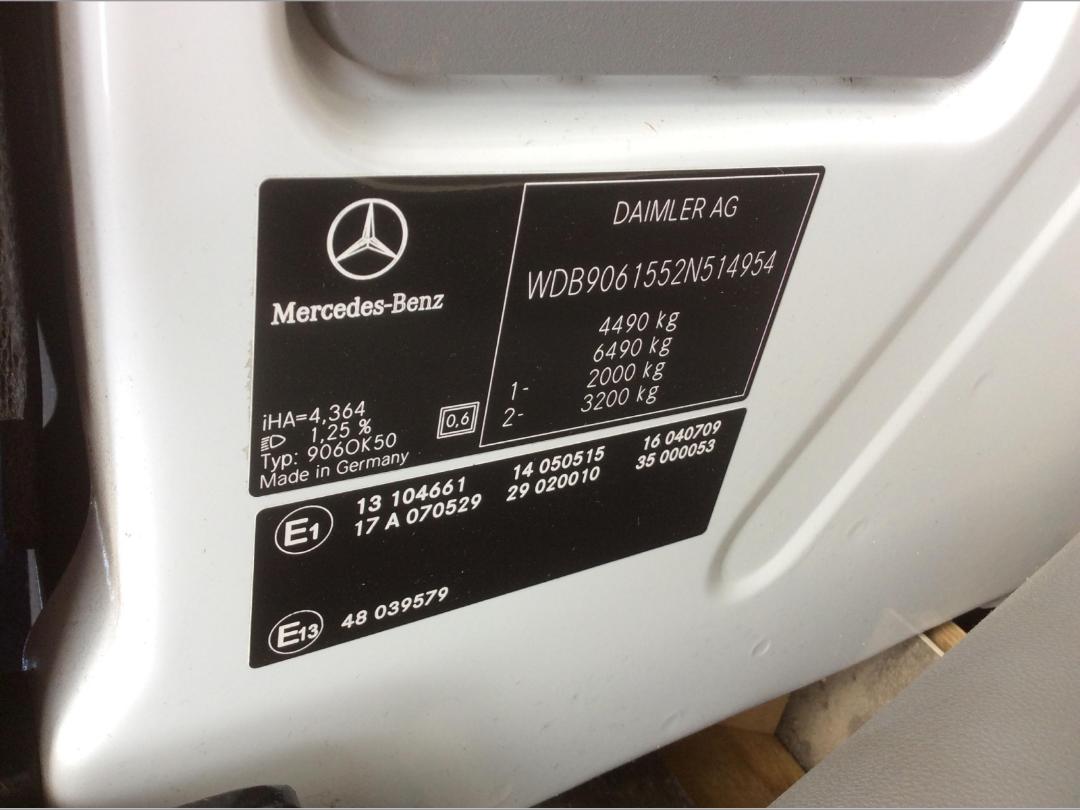 Mercedes-Benz
iHA=4,364
1,25 %
Typ: 906OK50
Made in Germany
0,6
DAIMLER AG
WDB9061552N514954
4490 kg
6490 kg
1- 2000 kg
2- 3200 kg
E1
13 104661 14 050515 16 040709
17 A 070529 29 020010 35 000053
E13 48 039579